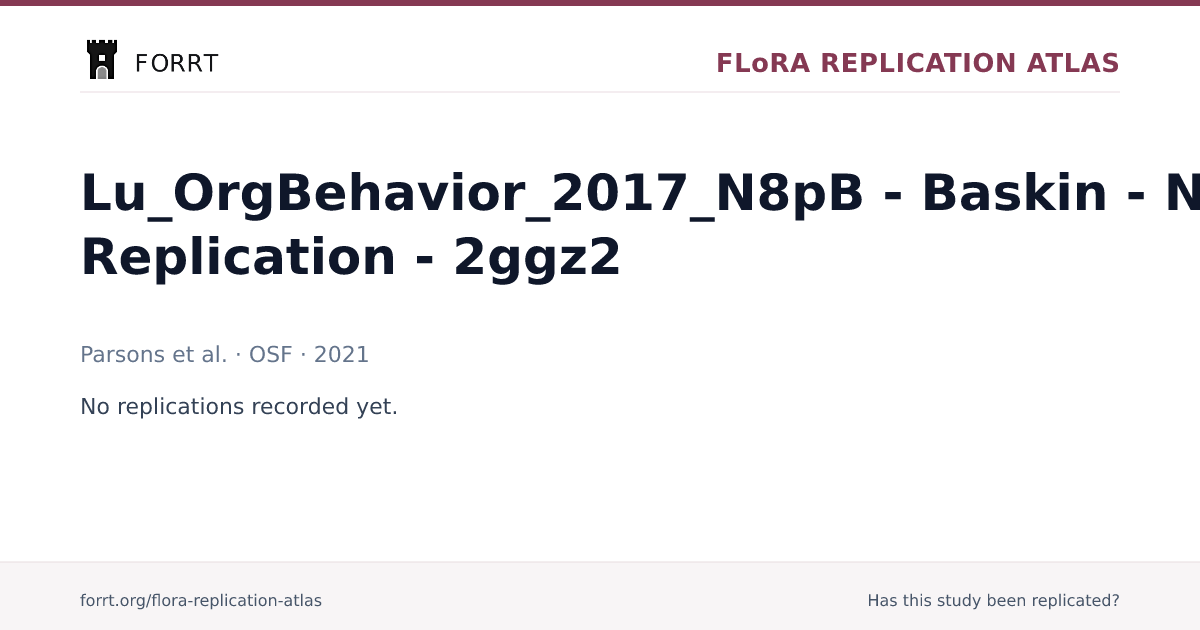 FORRT
FLoRA REPLICATION ATLAS
Lu_OrgBehavior_2017_N8pB - Baskin -
Replication - 2ggz2
Parsons et al. · OSF · 2021
No replications recorded yet.
forrt.org/flora-replication-atlas
Has this study been replicated?